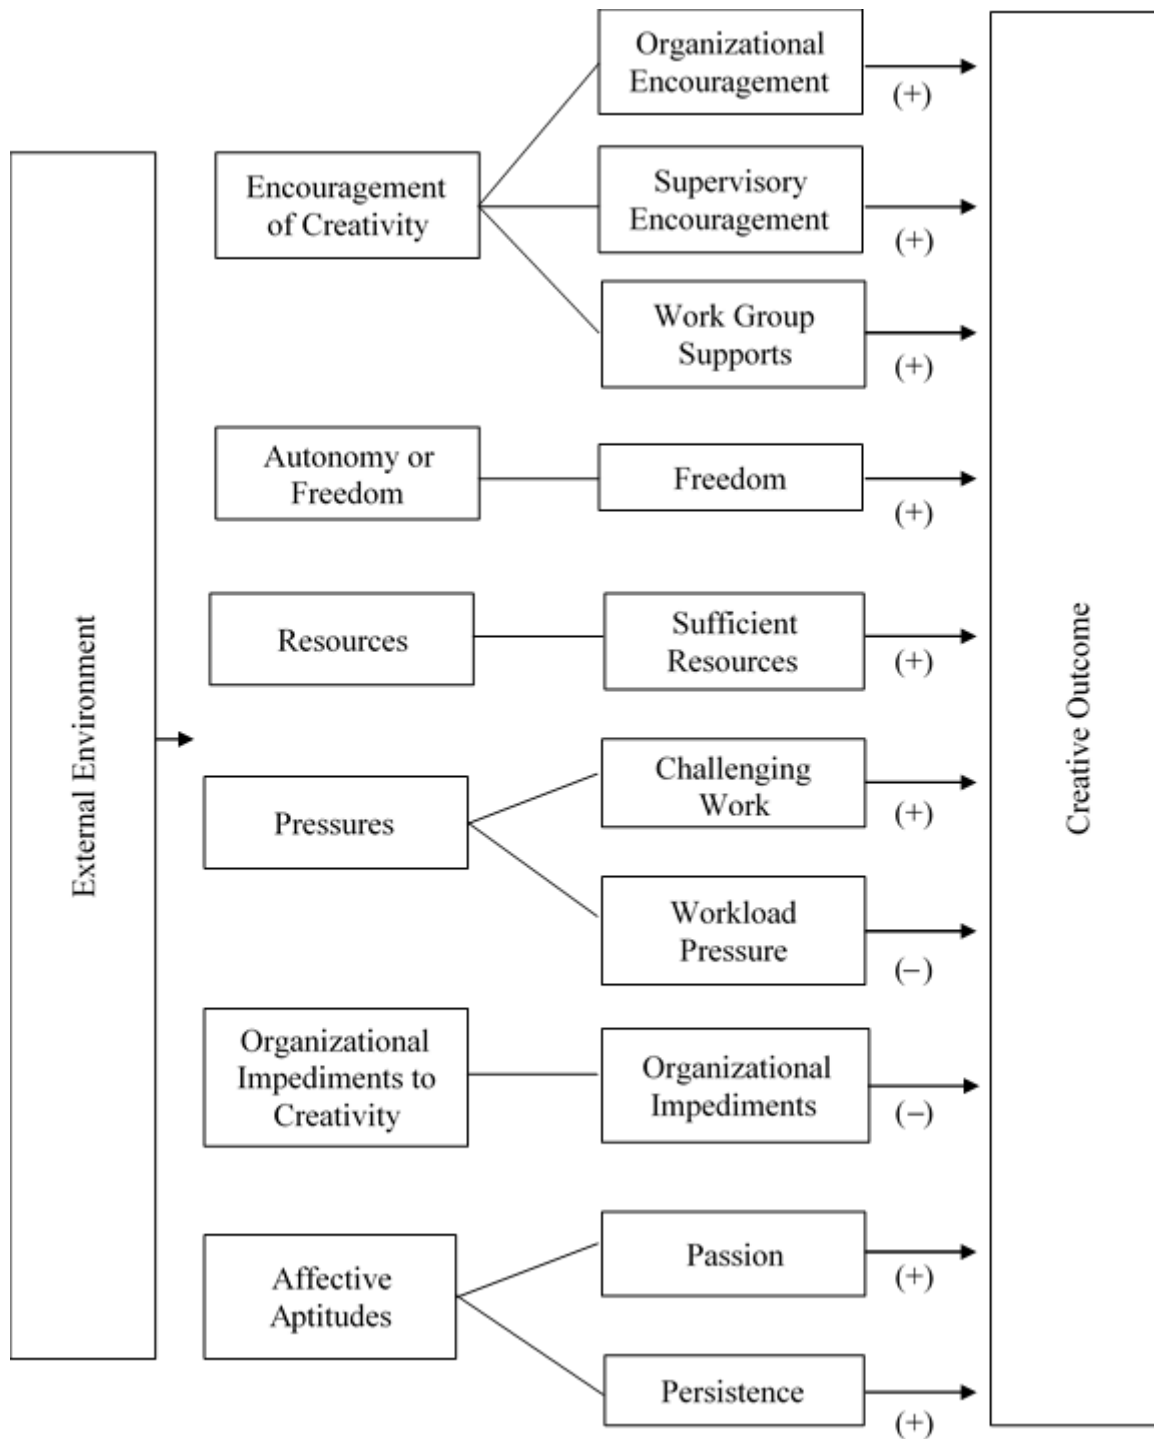 External Environment
Encouragement
of Creativity
Autonomy or
Freedom
Resources
Pressures
Organizational
Impediments to
Creativity
Affective
Aptitudes
Organizational
Encouragement
(+)
Supervisory
Encouragement
(+)
Work Group
Supports
(+)
Freedom
(+)
Sufficient
Resources
(+)
Challenging
Work
(+)
Workload
Pressure
(−)
Organizational
Impediments
(−)
Passion
(+)
Persistence
(+)
Creative Outcome